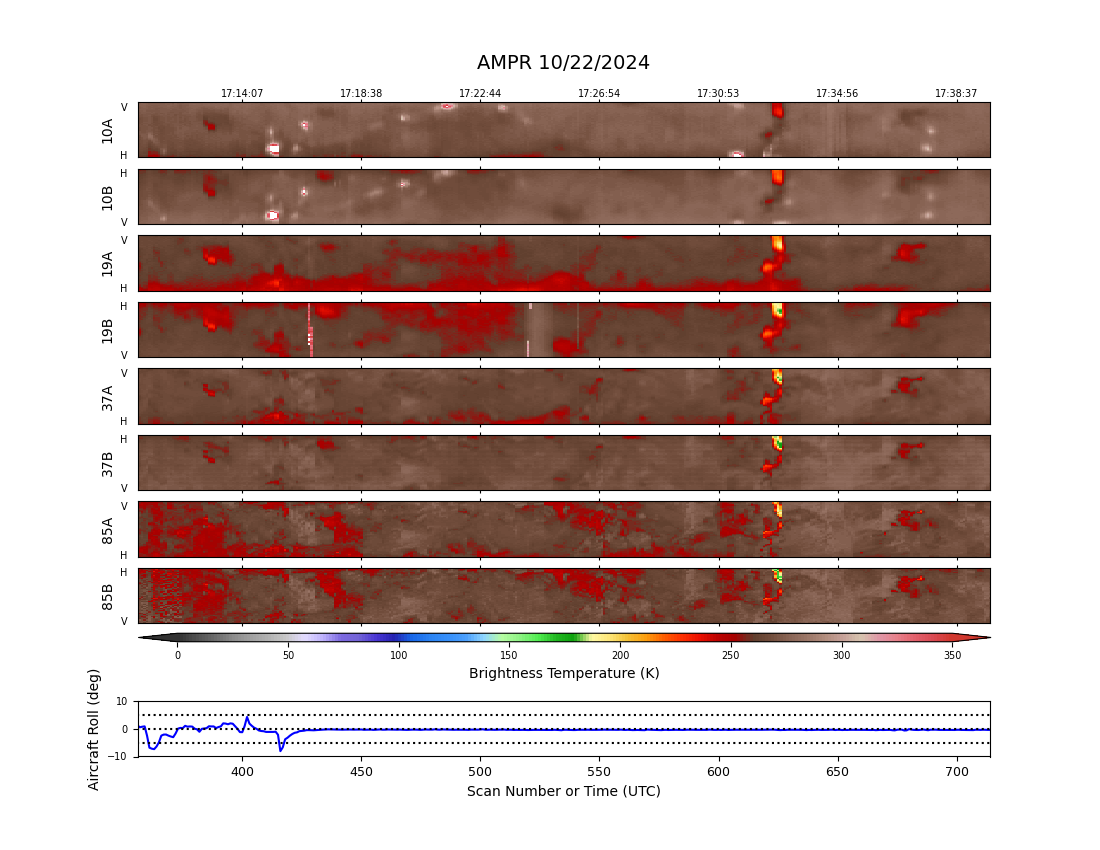 AMPR 10/22/2024
17:14:07 17:18:38 17:22:44 17:26:54 17:30:53 17:34:56 17:38:37
V
10A
H
H
10B
V
V
19A
H
H
19B
V
V
37A
H
H
37B
V
V
85A
H
H
85B
V
0 50 100 150 200 250 300 350
Brightness Temperature (K)
Aircraft Roll (deg)
10
0
−10
400 450 500 550 600 650 700
Scan Number or Time (UTC)